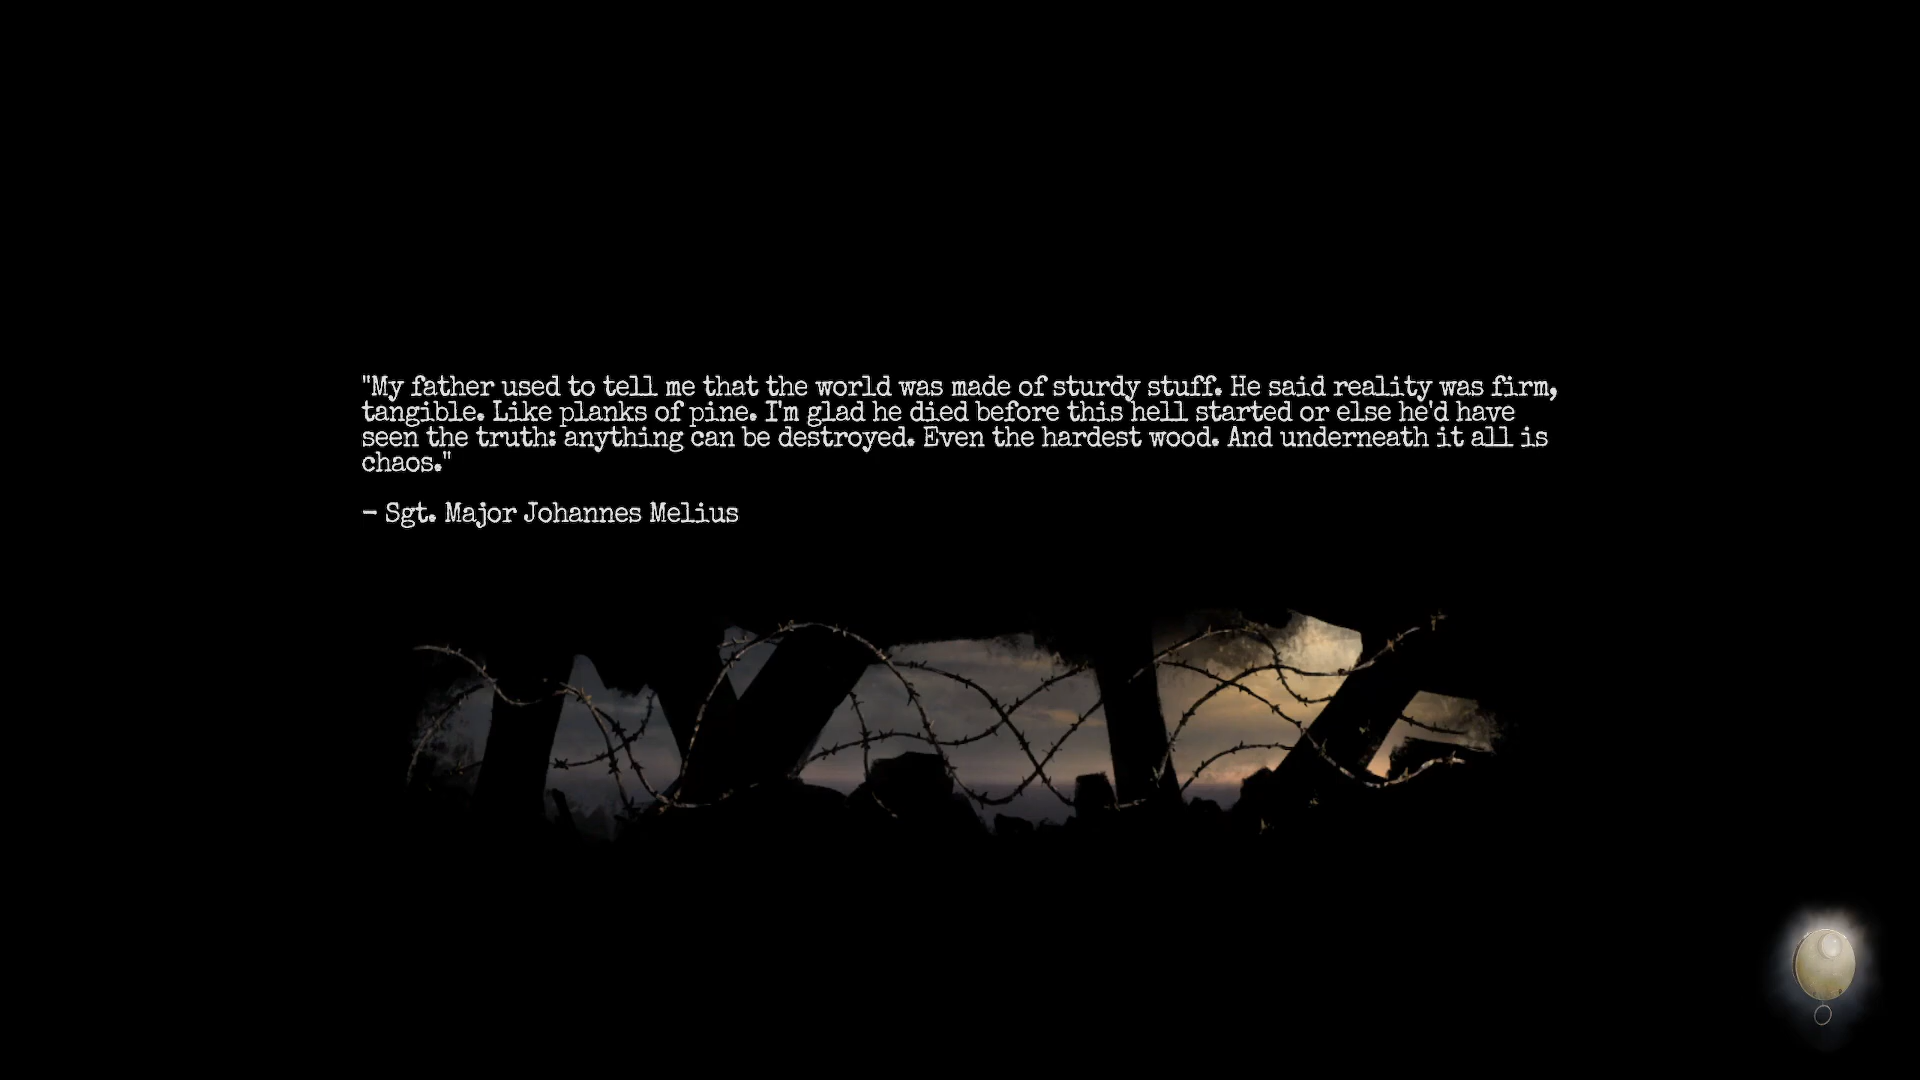 "My father used to tell me that the world was made of sturdy stuff. He said reality was firm,
tangible. Like planks of pine. I'm glad he died before this hell started or else he'd have
seen the truth: anything can be destroyed. Even the hardest wood. And underneath it all is
chaos."
- Sgt. Major Johannes Melius